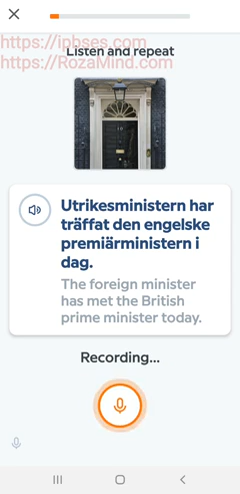 https://ipbses.com
https://RozaMind.com
Listen and repeat
Utrikesministern har
träffat den engelske
premiärministern i
dag.
The foreign minister
has met the British
prime minister today.
Recording...